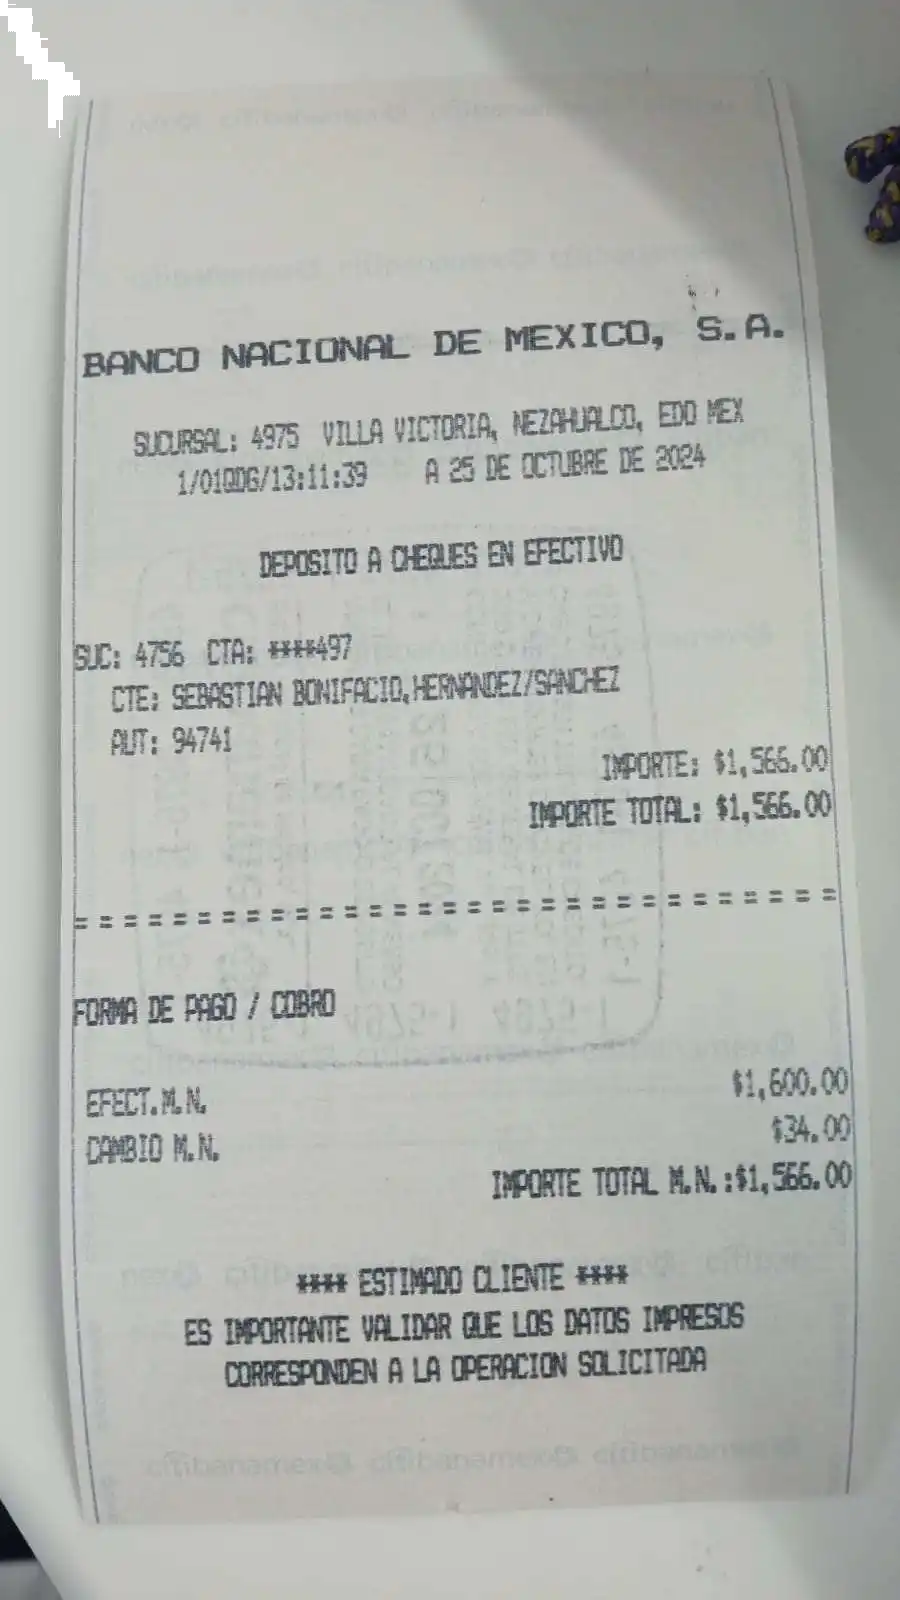 BANCO NACIONAL DE MEXICO, S.A.
SUCURSAL: 4975 VILLA VICTORIA, NEZAHUALCO, EDO MEX
1/01QDG/13:11:39 A 25 DE OCTUBRE DE 2024
DEPOSITO A CHEQUES EN EFECTIVO
SUC: 4756 CTA: ****497
CTE: SEBASTIAN BONIFACIO,HERNANDEZ/SANCHEZ
AUT: 94741
IMPORTE: $1,566.00
IMPORTE TOTAL: $1,566.00
================================
FORMA DE PAGO / COBRO
EFECT.M.N. $1,600.00
CAMBIO M.N. $34.00
IMPORTE TOTAL M.N.:$1,566.00
**** ESTIMADO CLIENTE ****
ES IMPORTANTE VALIDAR QUE LOS DATOS IMPRESOS
CORRESPONDEN A LA OPERACION SOLICITADA
citibanamex citibanamex citibanamex